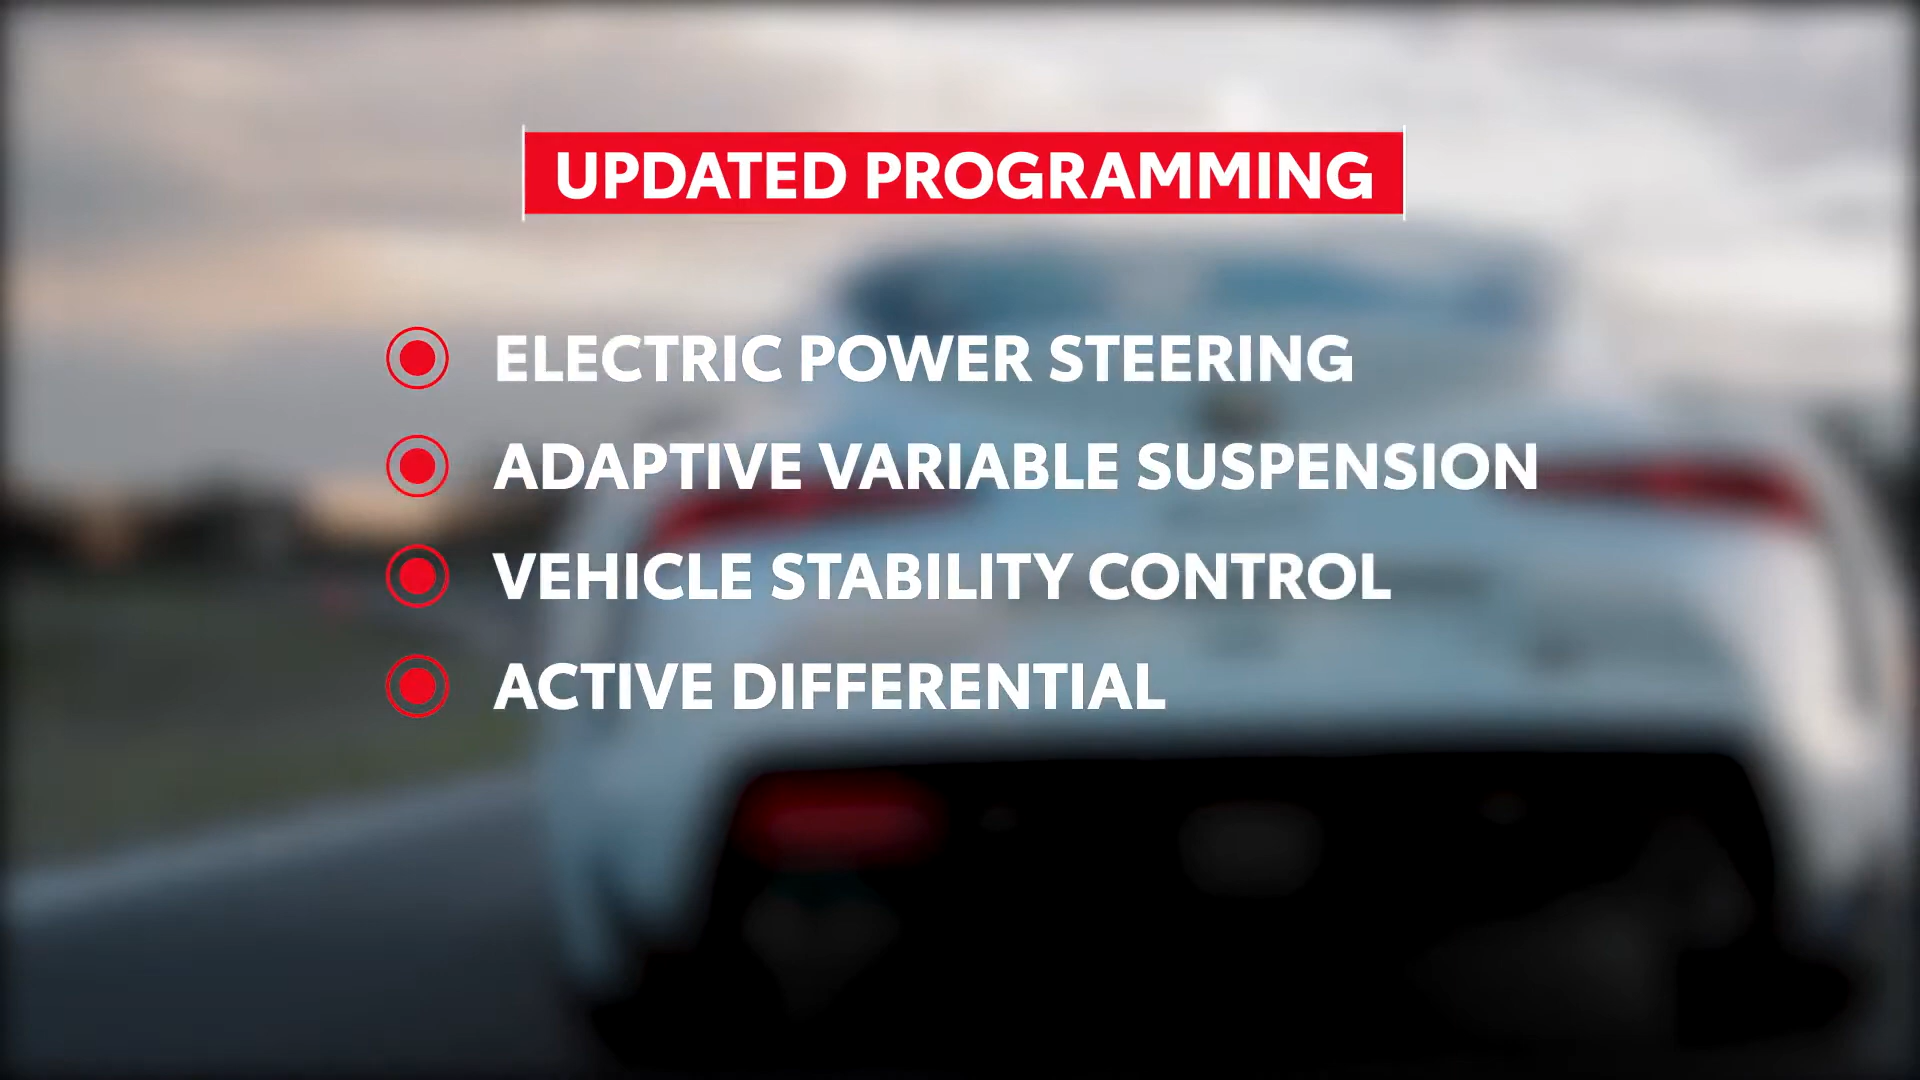 UPDATED PROGRAMMING
ELECTRIC POWER STEERING
ADAPTIVE VARIABLE SUSPENSION
VEHICLE STABILITY CONTROL
ACTIVE DIFFERENTIAL